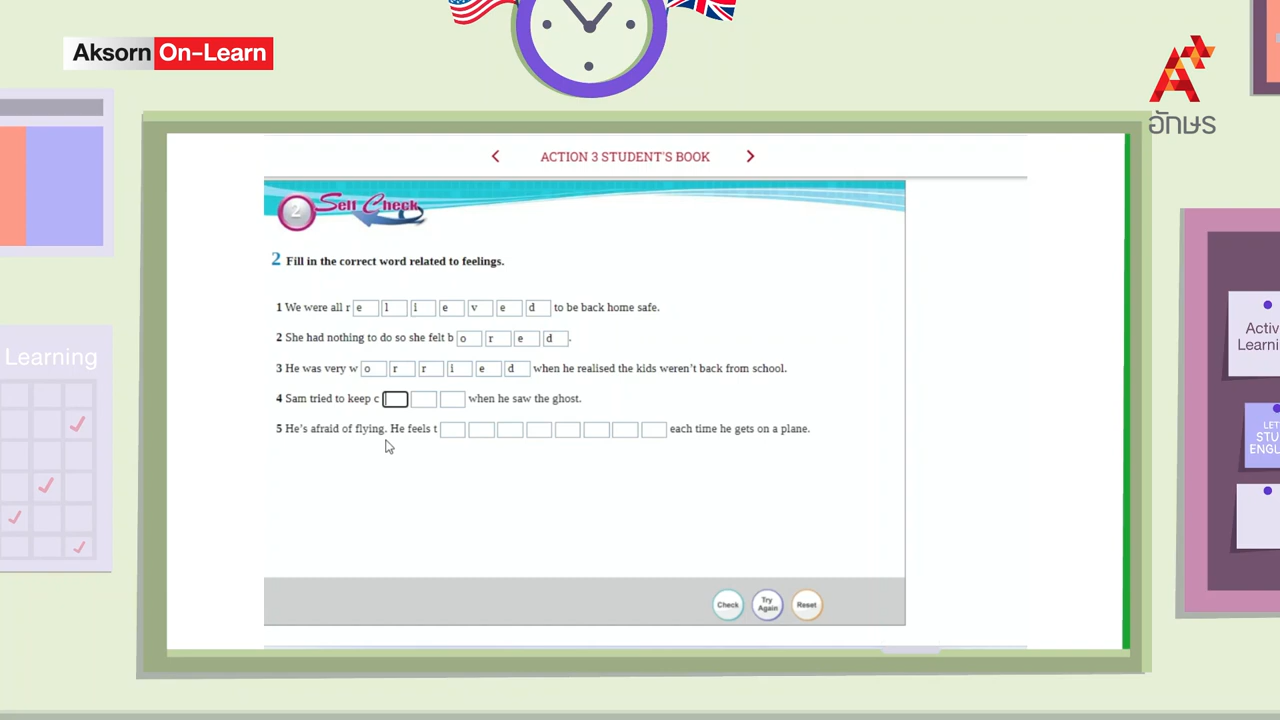 Aksorn On-Learn
อักษร
ACTION 3 STUDENT'S BOOK
2 Self Check
2 Fill in the correct word related to feelings.
1 We were all r e l i e v e d to be back home safe.
2 She had nothing to do so she felt b o r e d .
3 He was very w o r r i e d when he realised the kids weren't back from school.
4 Sam tried to keep c when he saw the ghost.
5 He's afraid of flying. He feels t each time he gets on a plane.
Check
Try
Again
Reset
Learning
Activ
Learni
LET
STU
ENGL